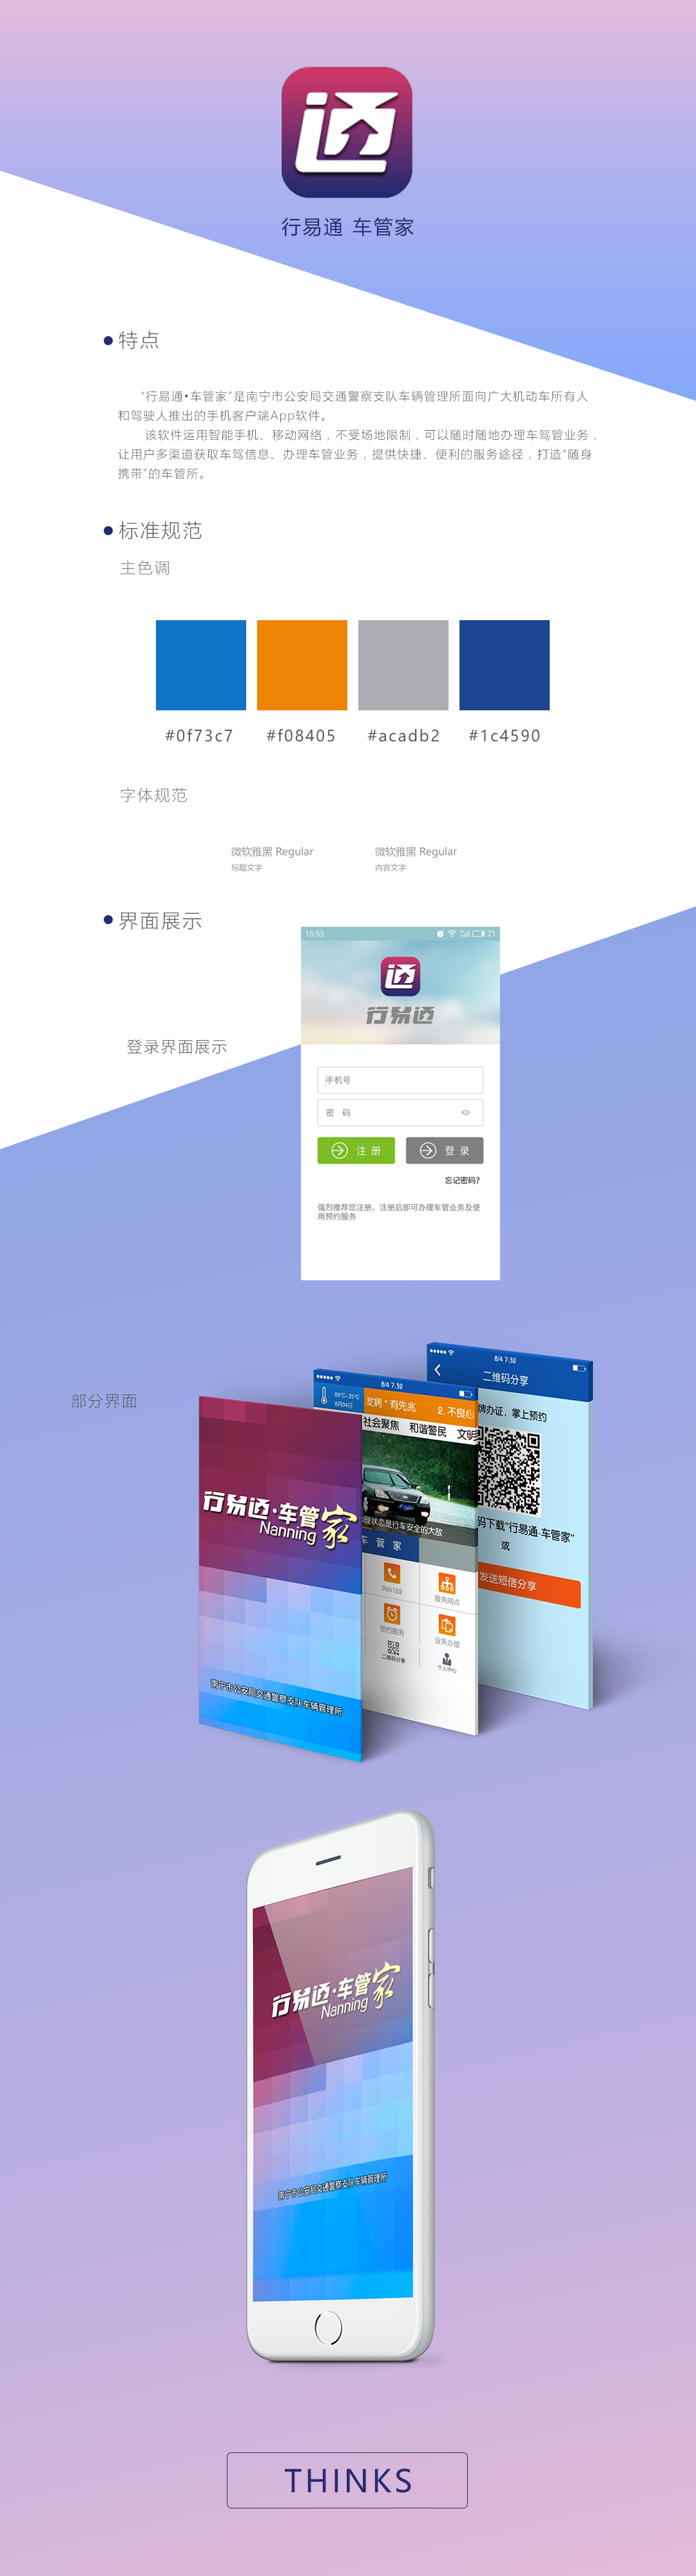 通
行易通 车管家
特点
“行易通•车管家”是南宁市公安局交通警察支队车辆管理所面向广大机动车所有人
和驾驶人推出的手机客户端App软件。
该软件运用智能手机、移动网络，不受场地限制，可以随时随地办理车驾管业务，
让用户多渠道获取车驾信息、办理车管业务，提供快捷、便利的服务途径，打造“随身
携带”的车管所。
标准规范
主色调
#0f73c7 #f08405 #acadb2 #1c4590
字体规范
微软雅黑 Regular 微软雅黑 Regular
标题文字 内容文字
界面展示
15:53 21
通
行易通
登录界面展示
手机号
密 码
注 册 登 录
忘记密码?
强烈推荐您注册、注册后即可办理车管业务及使
用预约服务
部分界面
8/4 7:32
二维码分享
牌办证，掌上预约
码下载“行易通·车管家”
或
发送短信分享
8/4 7:32
8月04日
发病 " 有先兆 2. 不良心
社会聚焦 和谐警民 文明
理状态是行车安全的大敌
车 管 家
966122 服务网点
预约服务 业务办理
二维码分享 个人中心
行易通·车管家
Nanning
南宁市公安局交通警察支队车辆管理所
行易通·车管家
Nanning
南宁市公安局交通警察支队车辆管理所
THINKS